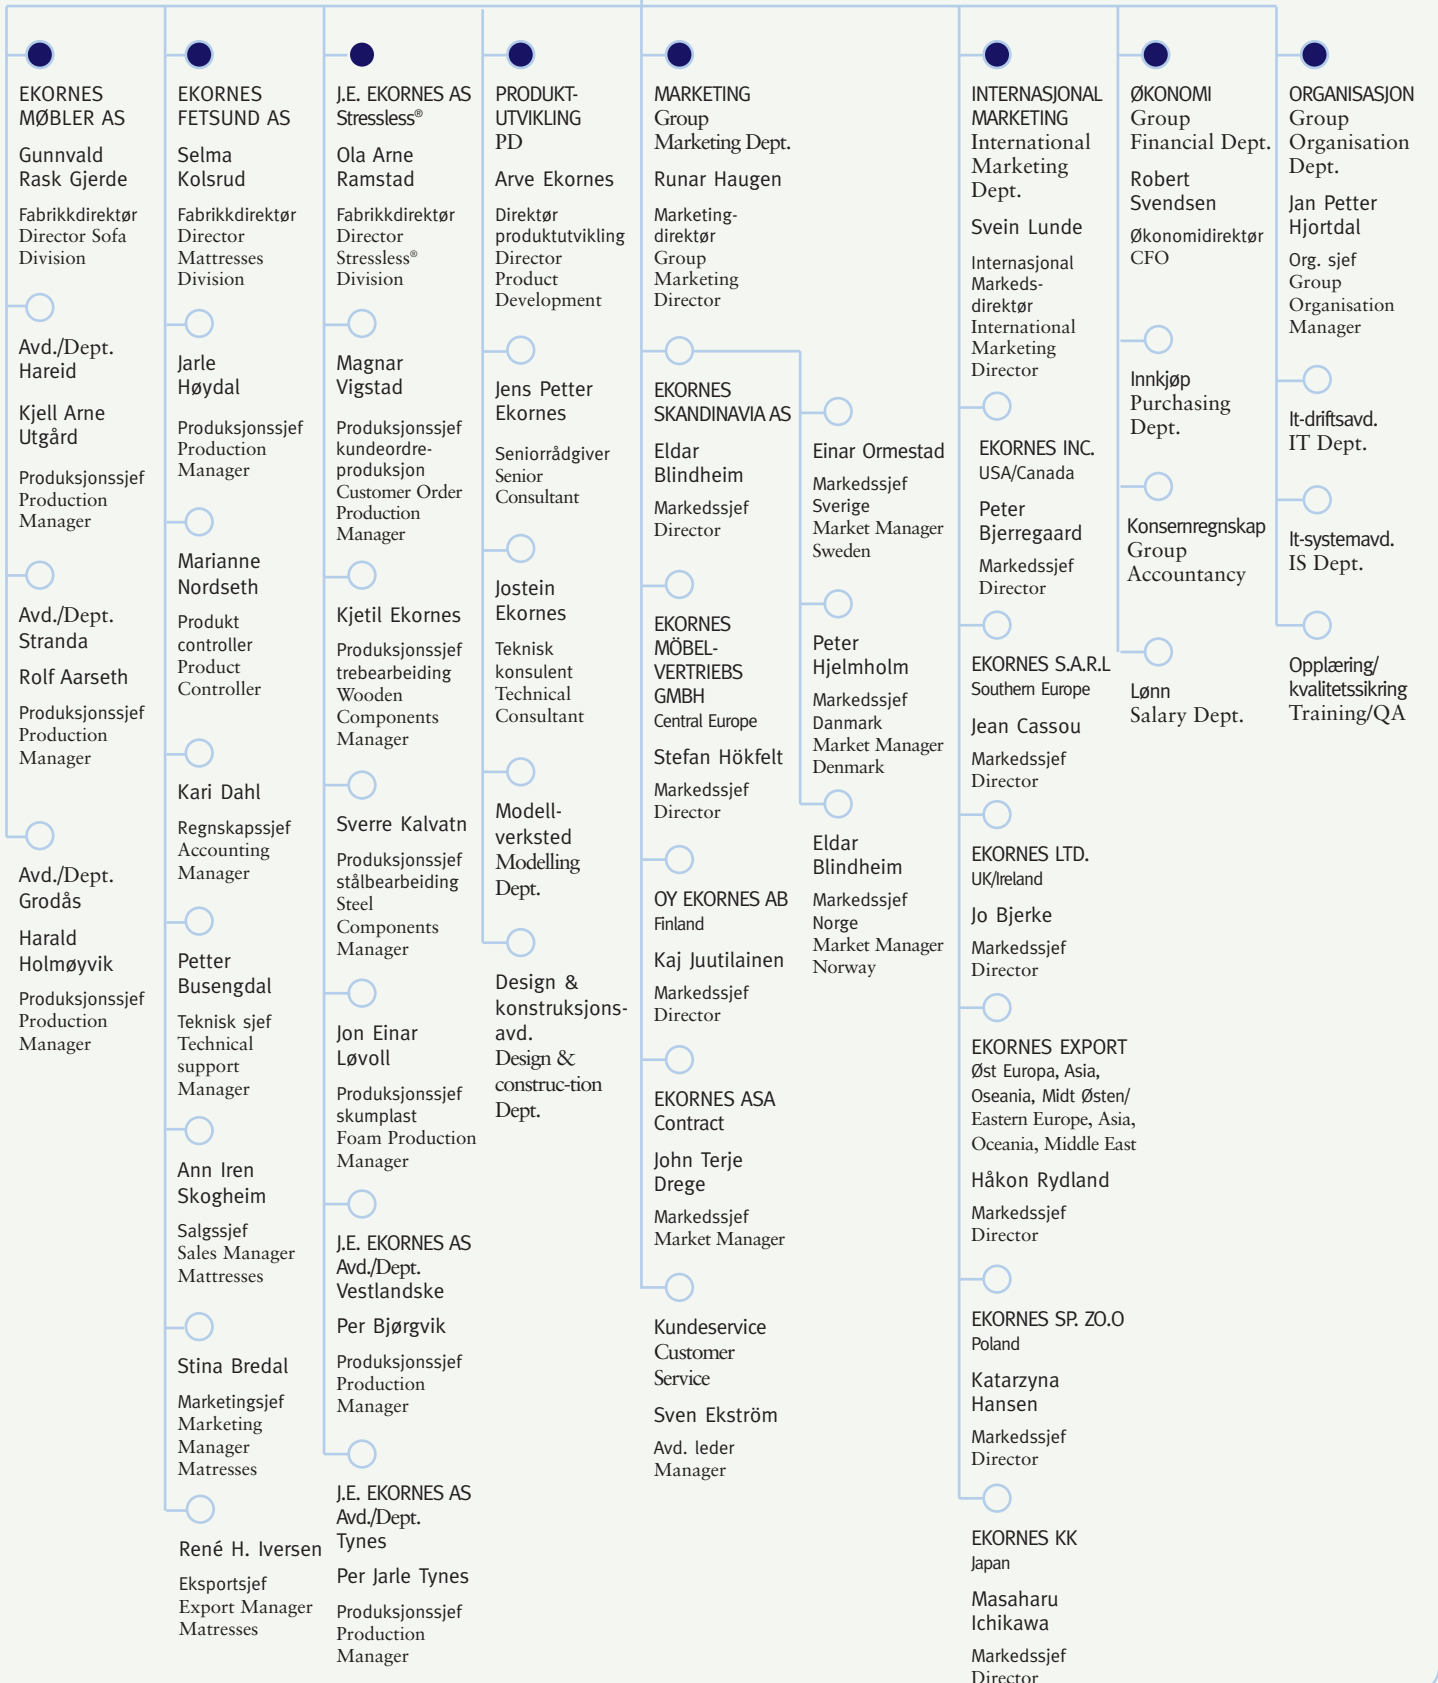 EKORNES
MØBLER AS
Gunnvald
Rask Gjerde
Fabrikkdirektør
Director Sofa
Division
Avd./Dept.
Hareid
Kjell Arne
Utgård
Produksjonssjef
Production
Manager
Avd./Dept.
Stranda
Rolf Aarseth
Produksjonssjef
Production
Manager
Avd./Dept.
Grodås
Harald
Holmøyvik
Produksjonssjef
Production
Manager
EKORNES
FETSUND AS
Selma
Kolsrud
Fabrikkdirektør
Director
Mattresses
Division
Jarle
Høydal
Produksjonssjef
Production
Manager
Marianne
Nordseth
Produkt
controller
Product
Controller
Kari Dahl
Regnskapssjef
Accounting
Manager
Petter
Busengdal
Teknisk sjef
Technical
support
Manager
Ann Iren
Skogheim
Salgssjef
Sales Manager
Mattresses
Stina Bredal
Marketingsjef
Marketing
Manager
Matresses
René H. Iversen
Eksportsjef
Export Manager
Matresses
J.E. EKORNES AS
Stressless®
Ola Arne
Ramstad
Fabrikkdirektør
Director
Stressless®
Division
Magnar
Vigstad
Produksjonssjef
kundeordre-
produksjon
Customer Order
Production
Manager
Kjetil Ekornes
Produksjonssjef
trebearbeiding
Wooden
Components
Manager
Sverre Kalvatn
Produksjonssjef
stålbearbeiding
Steel
Components
Manager
Jon Einar
Løvoll
Produksjonssjef
skumplast
Foam Production
Manager
J.E. EKORNES AS
Avd./Dept.
Vestlandske
Per Bjørgvik
Produksjonssjef
Production
Manager
J.E. EKORNES AS
Avd./Dept.
Tynes
Per Jarle Tynes
Produksjonssjef
Production
Manager
PRODUKT-
UTVIKLING
PD
Arve Ekornes
Direktør
produktutvikling
Director
Product
Development
Jens Petter
Ekornes
Seniorrådgiver
Senior
Consultant
Jostein
Ekornes
Teknisk
konsulent
Technical
Consultant
Modell-
verksted
Modelling
Dept.
Design &
konstruksjons-
avd.
Design &
construc-tion
Dept.
MARKETING
Group
Marketing Dept.
Runar Haugen
Marketing-
direktør
Group
Marketing
Director
EKORNES
SKANDINAVIA AS
Eldar
Blindheim
Markedssjef
Director
EKORNES
MÖBEL-
VERTRIEBS
GMBH
Central Europe
Stefan Hökfelt
Markedssjef
Director
OY EKORNES AB
Finland
Kaj Juutilainen
Markedssjef
Director
EKORNES ASA
Contract
John Terje
Drege
Markedssjef
Market Manager
Kundeservice
Customer
Service
Sven Ekström
Avd. leder
Manager
Einar Ormestad
Markedssjef
Sverige
Market Manager
Sweden
Peter
Hjelmholm
Markedssjef
Danmark
Market Manager
Denmark
Eldar
Blindheim
Markedssjef
Norge
Market Manager
Norway
INTERNASJONAL
MARKETING
International
Marketing
Dept.
Svein Lunde
Internasjonal
Markeds-
direktør
International
Marketing
Director
EKORNES INC.
USA/Canada
Peter
Bjerregaard
Markedssjef
Director
EKORNES S.A.R.L
Southern Europe
Jean Cassou
Markedssjef
Director
EKORNES LTD.
UK/Ireland
Jo Bjerke
Markedssjef
Director
EKORNES EXPORT
Øst Europa, Asia,
Oseania, Midt Østen/
Eastern Europe, Asia,
Oceania, Middle East
Håkon Rydland
Markedssjef
Director
EKORNES SP. ZO.O
Poland
Katarzyna
Hansen
Markedssjef
Director
EKORNES KK
Japan
Masaharu
Ichikawa
Markedssjef
Director
ØKONOMI
Group
Financial Dept.
Robert
Svendsen
Økonomidirektør
CFO
Innkjøp
Purchasing
Dept.
Konsernregnskap
Group
Accountancy
Lønn
Salary Dept.
ORGANISASJON
Group
Organisation
Dept.
Jan Petter
Hjortdal
Org. sjef
Group
Organisation
Manager
It-driftsavd.
IT Dept.
It-systemavd.
IS Dept.
Opplæring/
kvalitetssikring
Training/QA